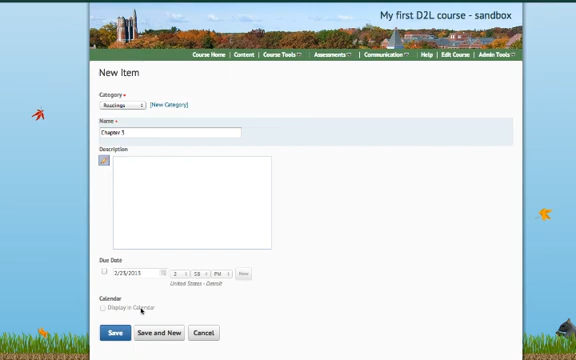 My first D2L course - sandbox
Course Home Content Course Tools Assessments Communication Help Edit Course Admin Tools
New Item
Category *
Readings [New Category]
Name *
Chapter 3
Description
Due Date
2/25/2013 2 58 PM Now
United States - Detroit
Calendar
Display in Calendar
Save Save and New Cancel